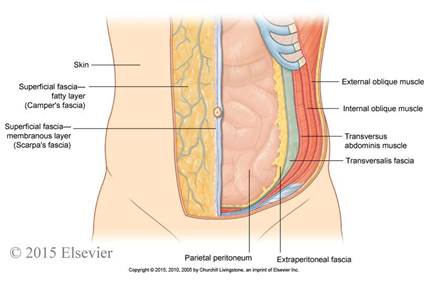 Skin
Superficial fascia—
fatty layer
(Camper's fascia)
Superficial fascia—
membranous layer
(Scarpa's fascia)
External oblique muscle
Internal oblique muscle
Transversus
abdominis muscle
Transversalis fascia
Parietal peritoneum
Extraperitoneal fascia
© 2015 Elsevier
Copyright © 2015, 2010, 2005 by Churchill Livingstone, an imprint of Elsevier Inc.